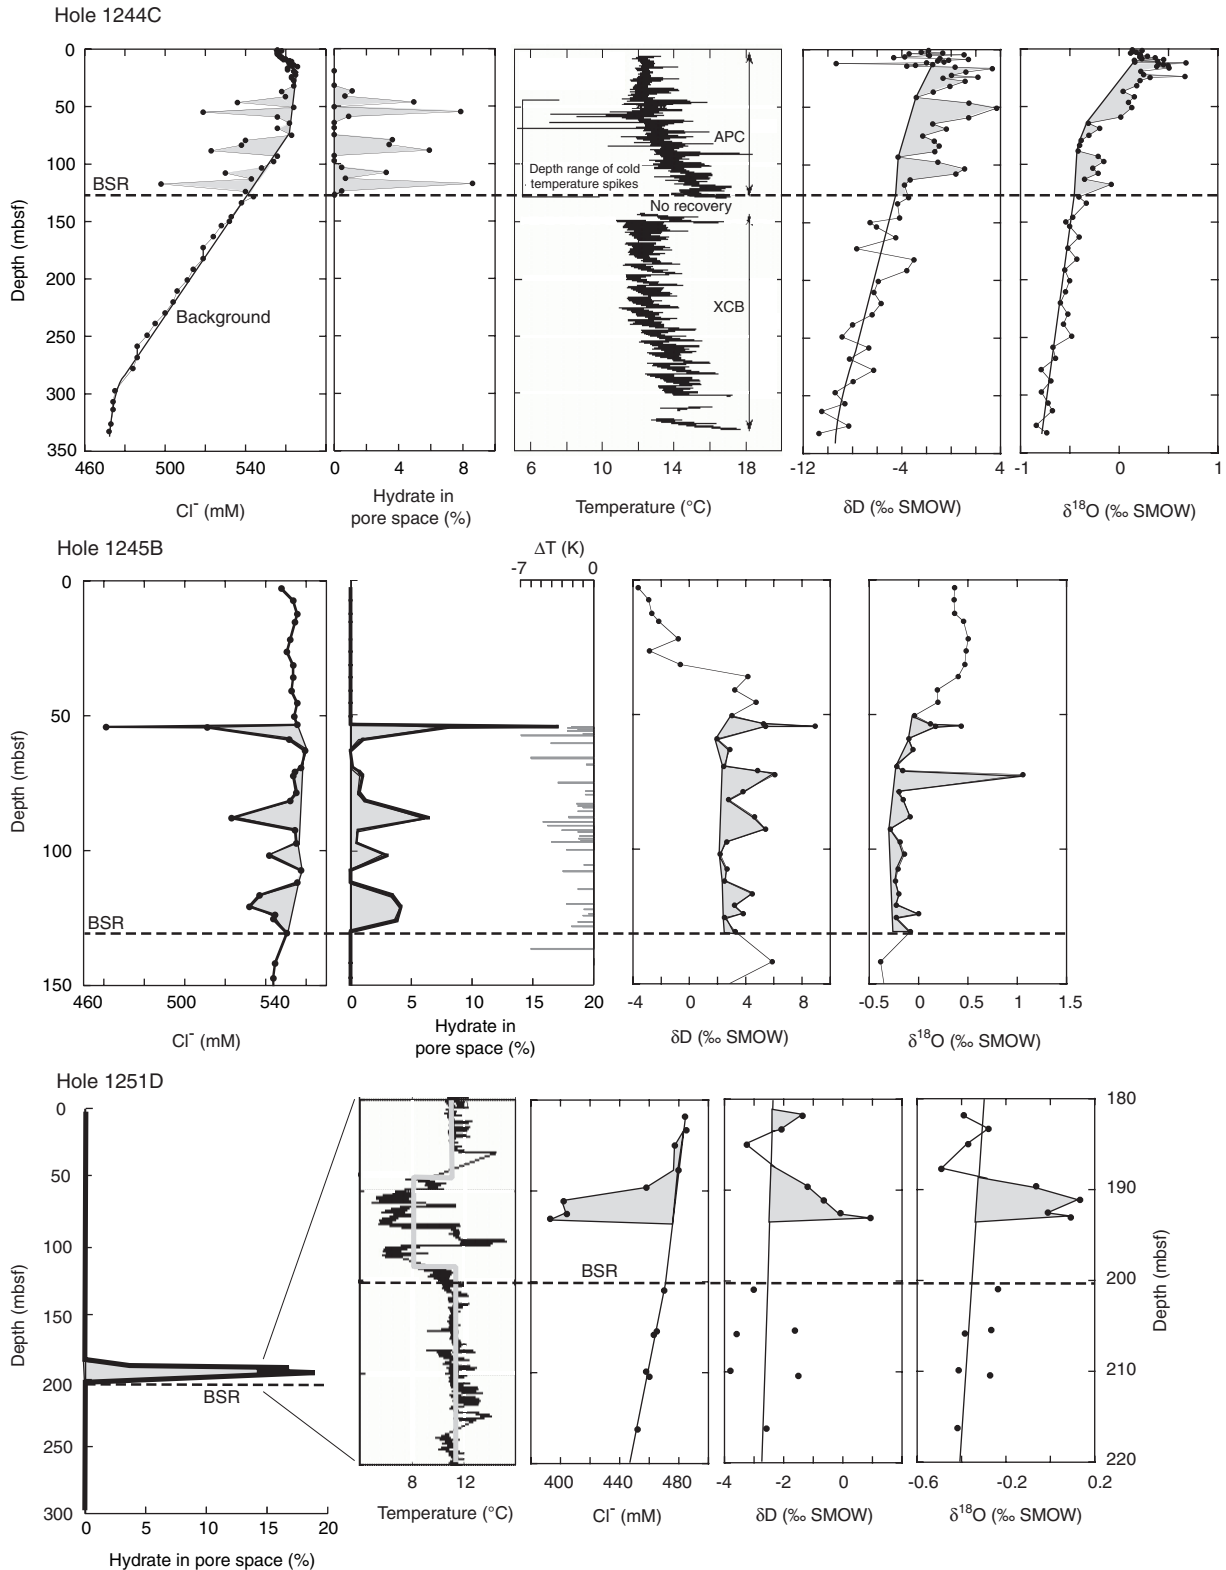 Hole 1244C
0
50
100
150
200
250
300
350
Depth (mbsf)
BSR
Background
460 500 540
Cl⁻ (mM)
0 4 8
Hydrate in
pore space (%)
APC
Depth range of cold
temperature spikes
No recovery
XCB
6 10 14 18
Temperature (°C)
-12 -4 4
δD (‰ SMOW)
-1 0 1
δ¹⁸O (‰ SMOW)
Hole 1245B
ΔT (K)
-7 0
0
50
100
150
Depth (mbsf)
BSR
460 500 540
Cl⁻ (mM)
0 5 10 15 20
Hydrate in
pore space (%)
-4 0 4 8
δD (‰ SMOW)
-0.5 0 0.5 1 1.5
δ¹⁸O (‰ SMOW)
Hole 1251D
0
50
100
150
200
250
300
Depth (mbsf)
BSR
0 5 10 15 20
Hydrate in pore space (%)
8 12
Temperature (°C)
BSR
400 440 480
Cl⁻ (mM)
-4 -2 0
δD (‰ SMOW)
-0.6 -0.2 0.2
δ¹⁸O (‰ SMOW)
180
190
200
210
220
Depth (mbsf)